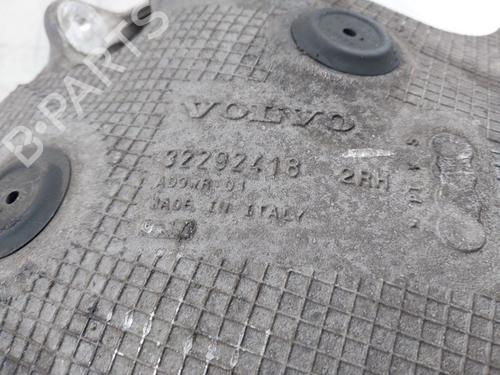 B-PARTS
VOLVO
32292418 2RH
MADE IN ITALY